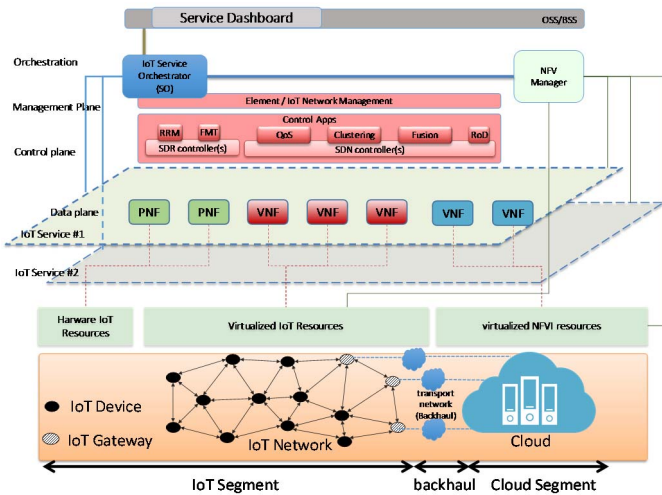 Service Dashboard
OSS/BSS
Orchestration
IoT Service
Orchestrator
(SO)
NFV
Manager
Management Plane
Element / IoT Network Management
Control Apps
RRM
FMT
QoS
Clustering
Fusion
RoD
Control plane
SDR controller(s)
SDN controller(s)
Data plane
PNF
PNF
VNF
VNF
VNF
VNF
VNF
IoT Service #1
IoT Service #2
Harware IoT
Resources
Virtualized IoT Resources
virtualized NFVI resources
IoT Device
IoT Gateway
IoT Network
transport
network
(Backhaul)
Cloud
IoT Segment
backhaul
Cloud Segment